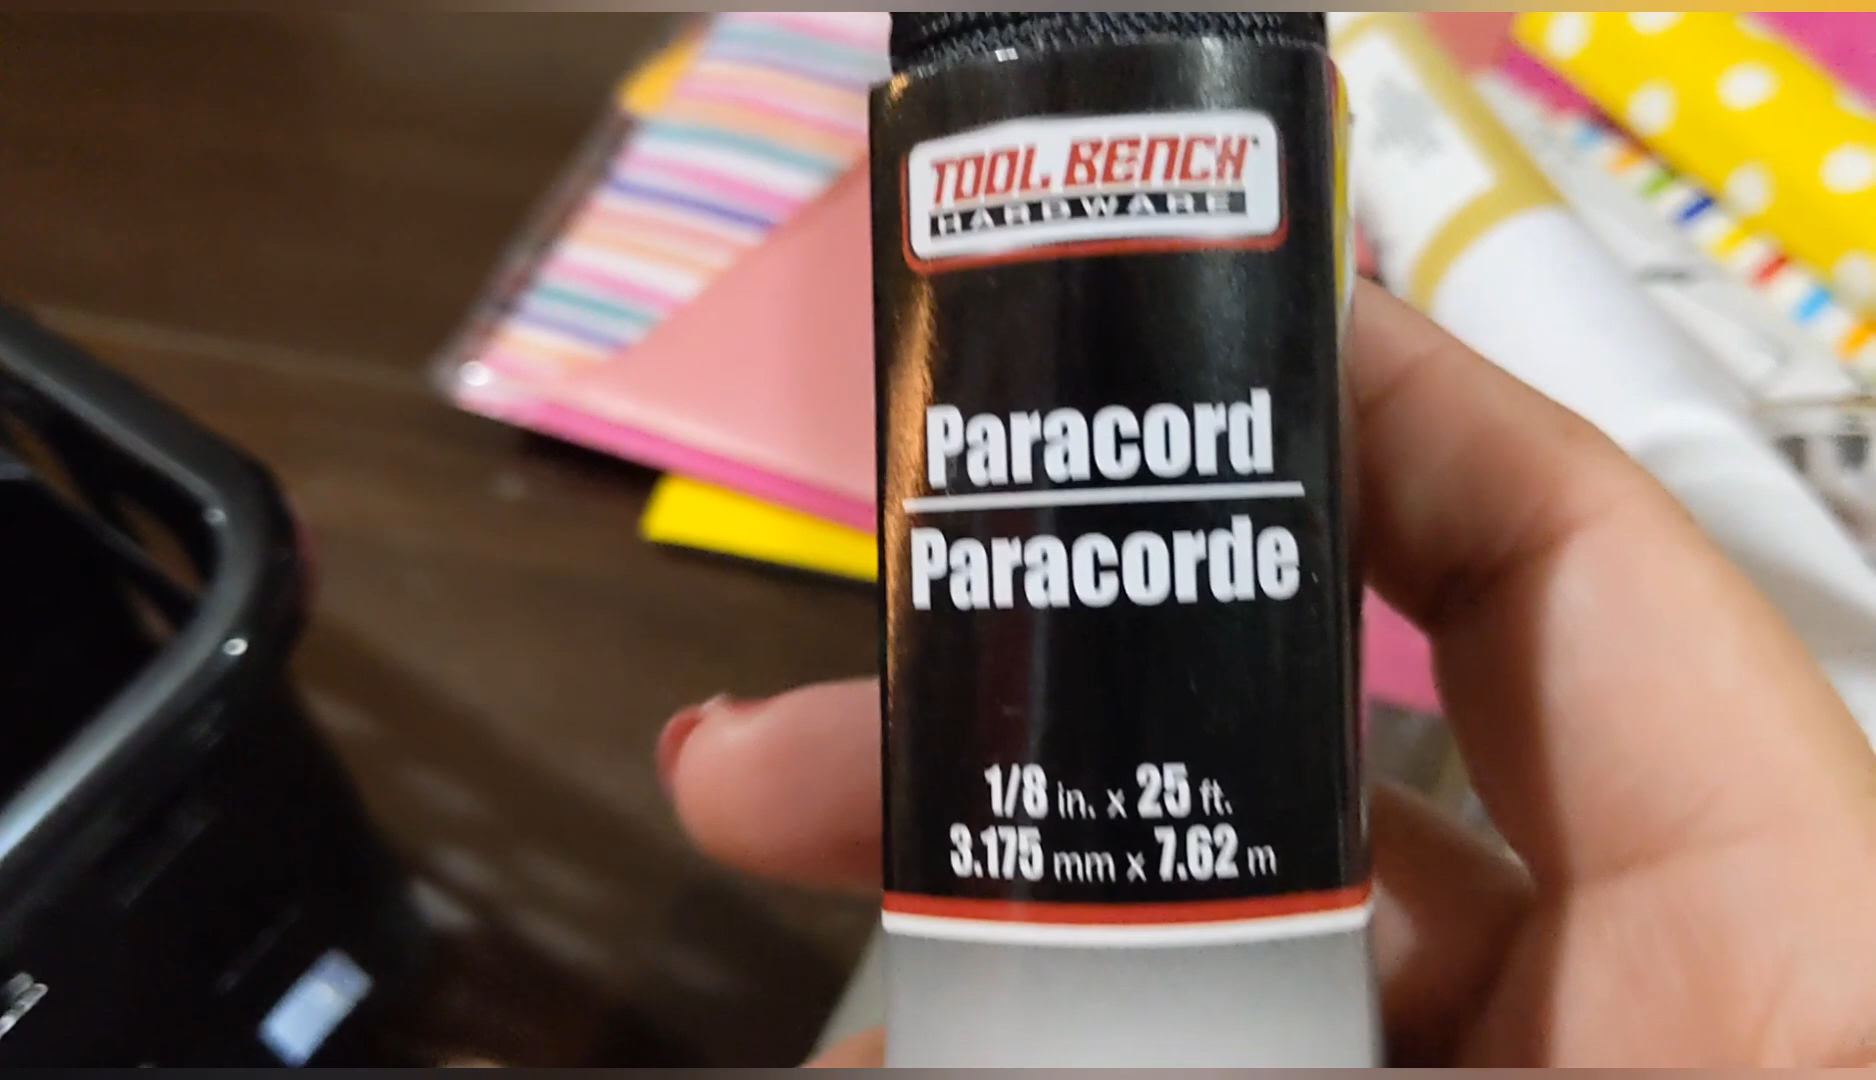 TOOL BENCH
HARDWARE
Paracord
Paracorde
1/8 in. x 25 ft.
3.175 mm x 7.62 m